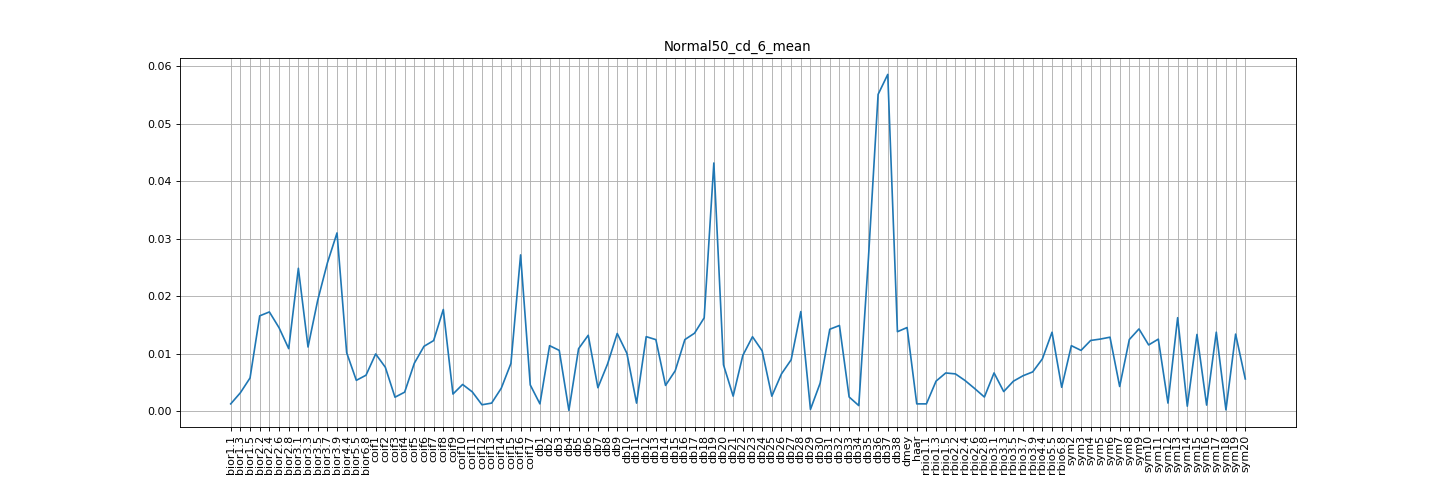 Normal50_cd_6_mean
0.06
0.05
0.04
0.03
0.02
0.01
0.00
bior1.1
bior1.3
bior1.5
bior2.2
bior2.4
bior2.6
bior2.8
bior3.1
bior3.3
bior3.5
bior3.7
bior3.9
bior4.4
bior5.5
bior6.8
coif1
coif2
coif3
coif4
coif5
coif6
coif7
coif8
coif9
coif10
coif11
coif12
coif13
coif14
coif15
coif16
coif17
db1
db2
db3
db4
db5
db6
db7
db8
db9
db10
db11
db12
db13
db14
db15
db16
db17
db18
db19
db20
db21
db22
db23
db24
db25
db26
db27
db28
db29
db30
db31
db32
db33
db34
db35
db36
db37
db38
dmey
haar
rbio1.1
rbio1.3
rbio1.5
rbio2.2
rbio2.4
rbio2.6
rbio2.8
rbio3.1
rbio3.3
rbio3.5
rbio3.7
rbio3.9
rbio4.4
rbio5.5
rbio6.8
sym2
sym3
sym4
sym5
sym6
sym7
sym8
sym9
sym10
sym11
sym12
sym13
sym14
sym15
sym16
sym17
sym18
sym19
sym20